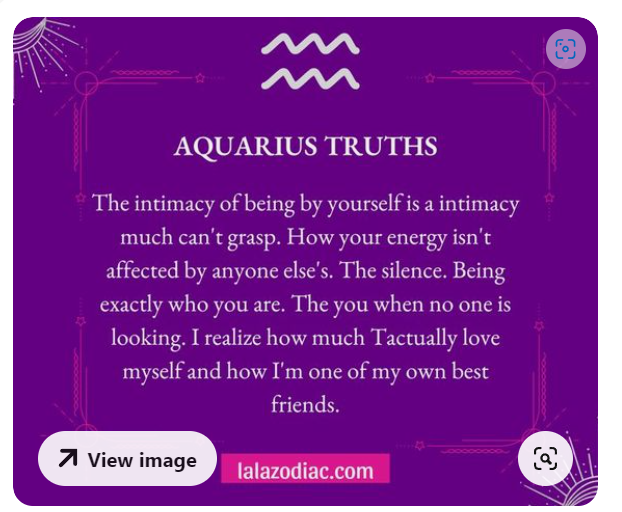 AQUARIUS TRUTHS
The intimacy of being by yourself is a intimacy
much can't grasp. How your energy isn't
affected by anyone else's. The silence. Being
exactly who you are. The you when no one is
looking. I realize how much Tactually love
myself and how I'm one of my own best
friends.
View image
lalazodiac.com